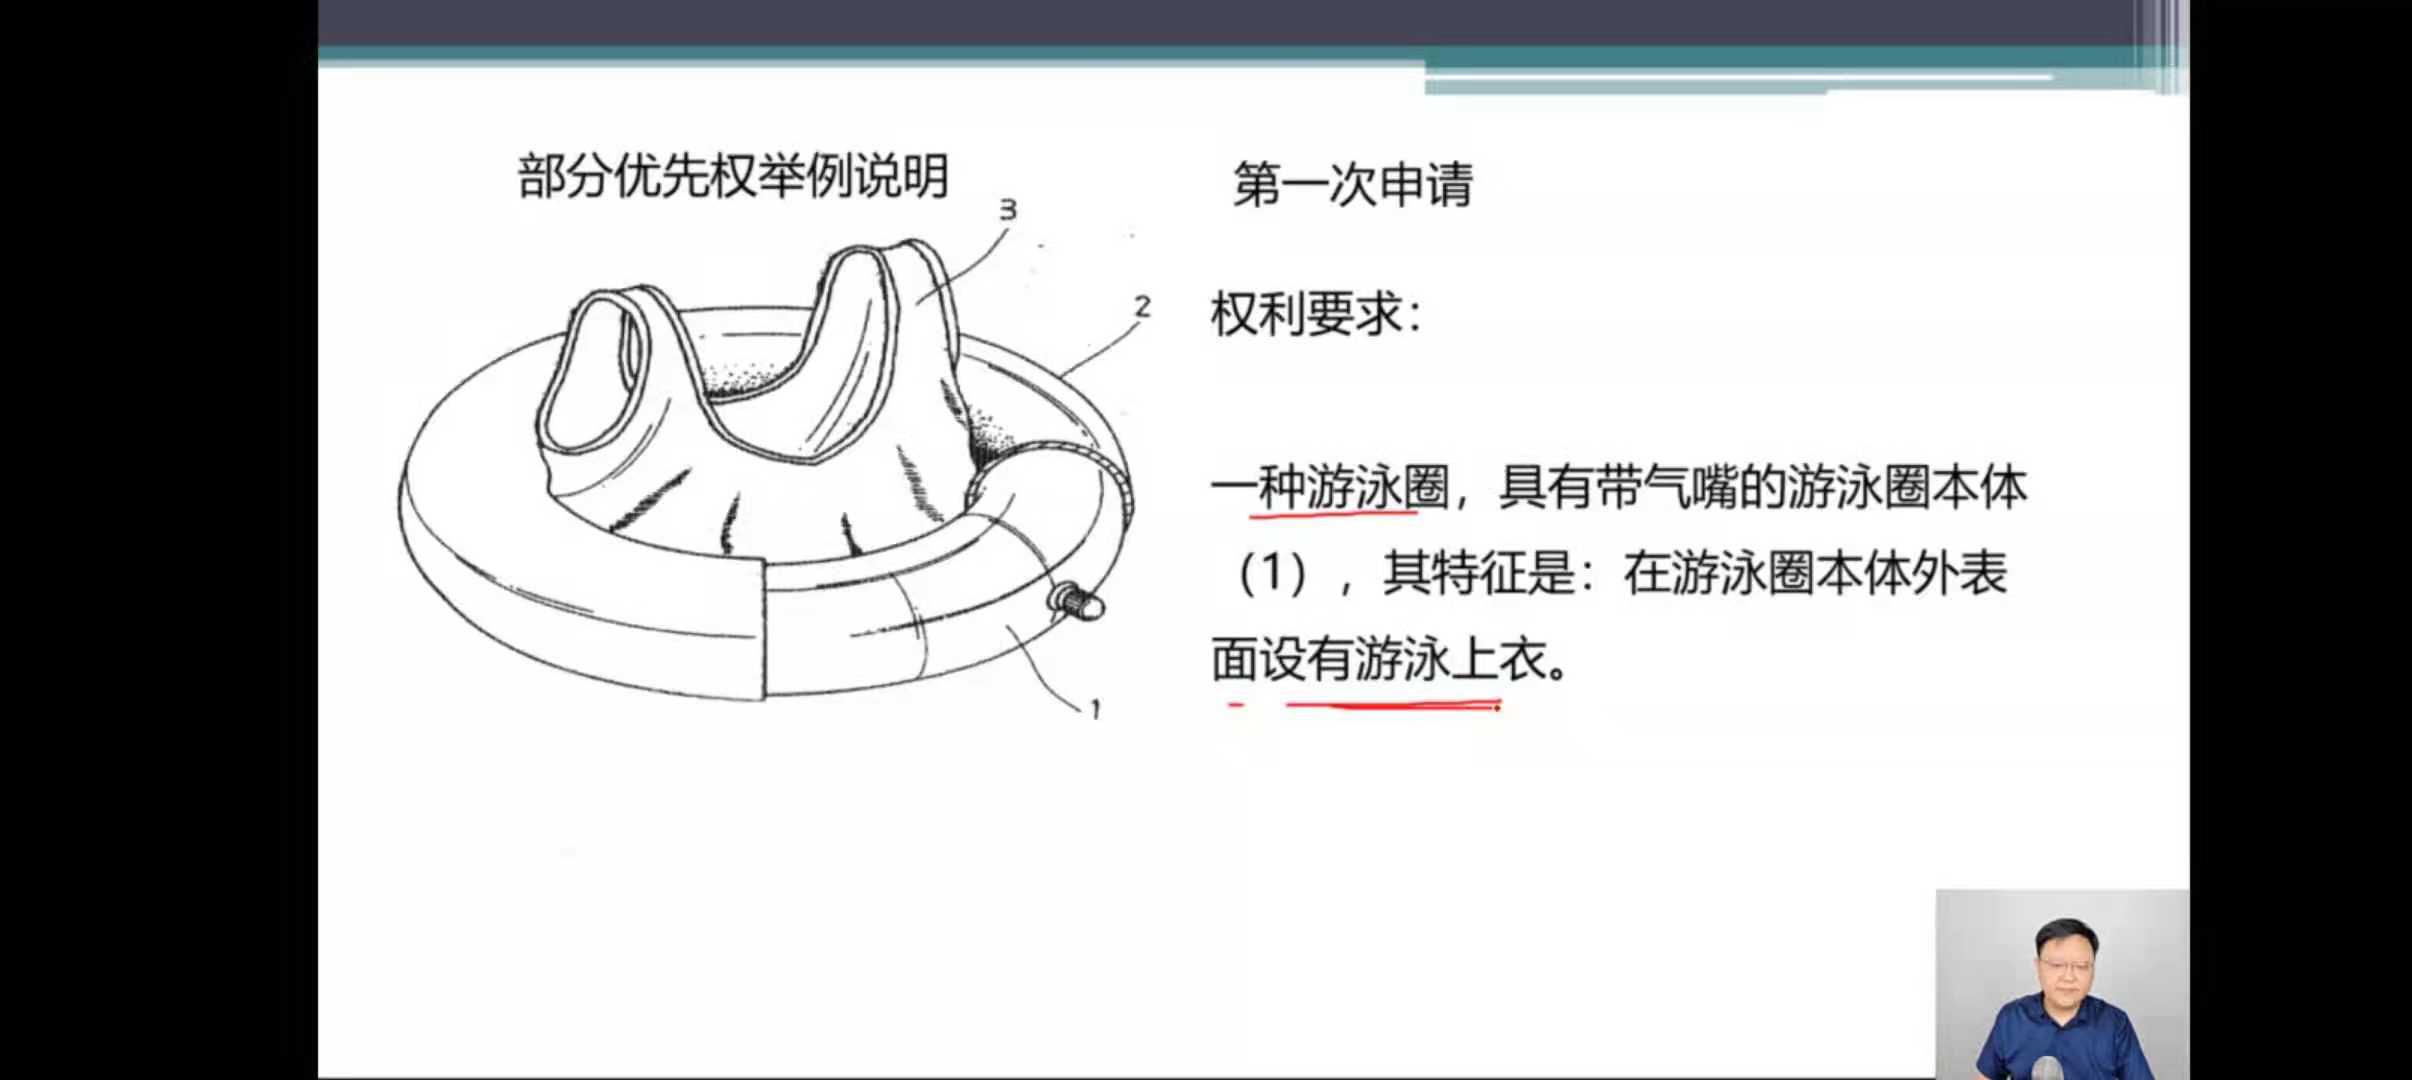 部分优先权举例说明
第一次申请
3
2
1
权利要求：
一种游泳圈，具有带气嘴的游泳圈本体
（1），其特征是：在游泳圈本体外表
面设有游泳上衣。